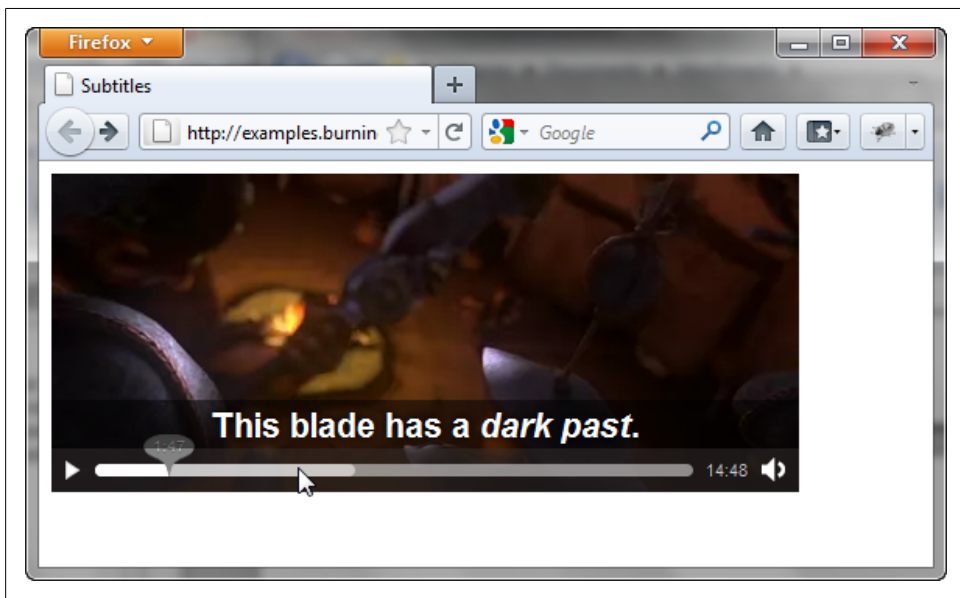 Firefox
Subtitles
http://examples.burnin
Google
This blade has a dark past.
1:47
14:48